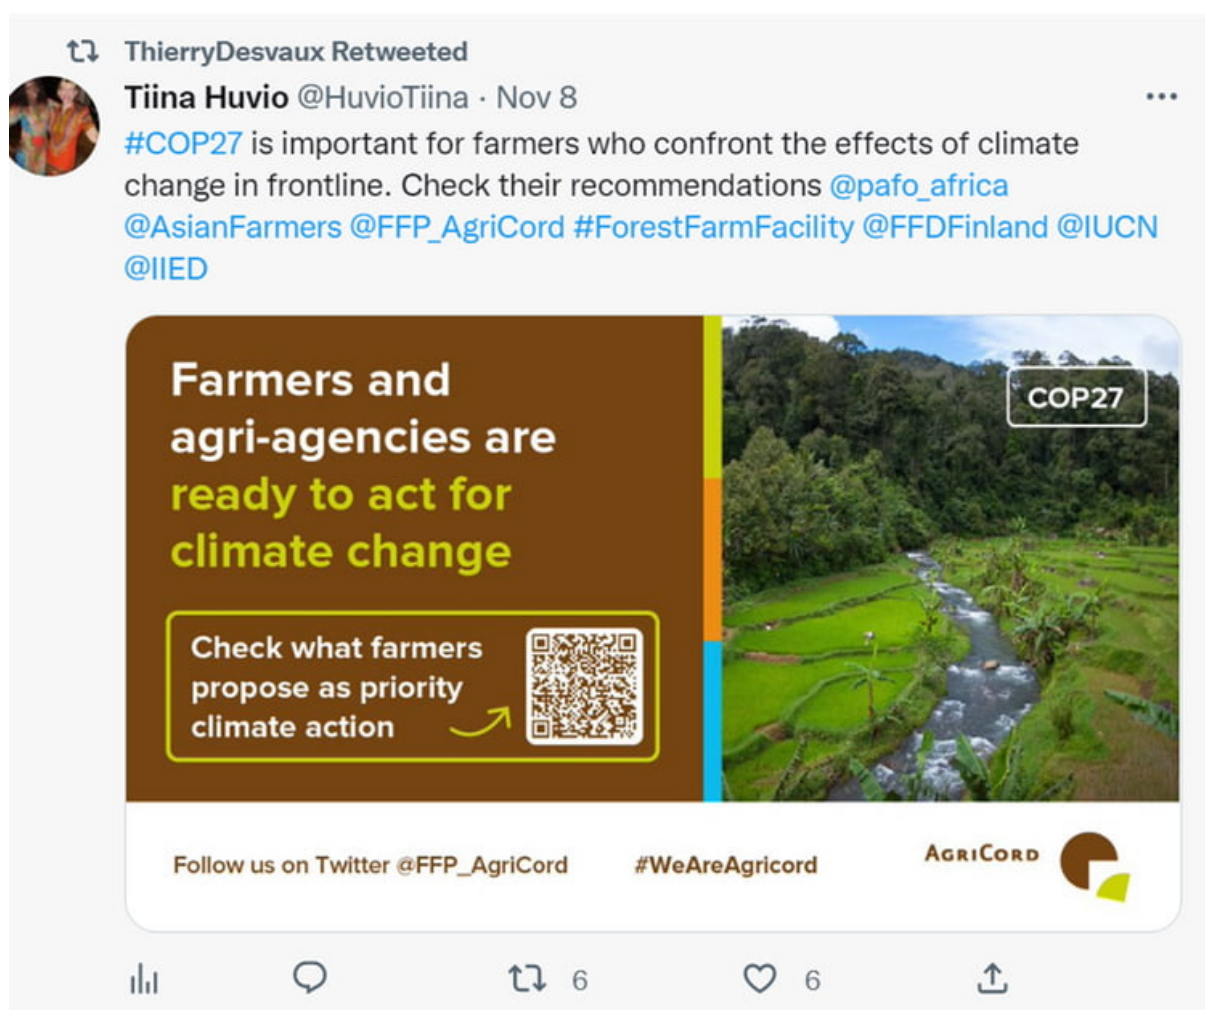 ThierryDesvaux Retweeted
Tiina Huvio @HuvioTiina · Nov 8
#COP27 is important for farmers who confront the effects of climate
change in frontline. Check their recommendations @pafo_africa
@AsianFarmers @FFP_AgriCord #ForestFarmFacility @FFDFinland @IUCN
@IIED
Farmers and
agri-agencies are
ready to act for
climate change
Check what farmers
propose as priority
climate action
COP27
Follow us on Twitter @FFP_AgriCord
#WeAreAgricord
AGRICORD
6
6